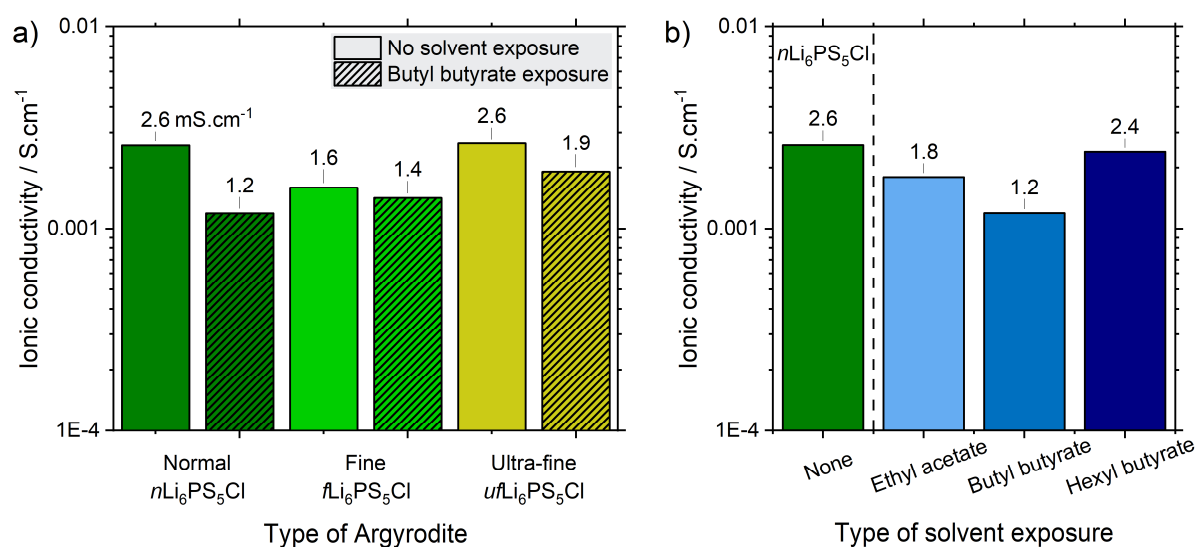 a)
Ionic conductivity / S.cm⁻¹
0.01
0.001
1E-4
No solvent exposure
Butyl butyrate exposure
2.6 mS.cm⁻¹
1.2
1.6
1.4
2.6
1.9
Normal
nLi₆PS₅Cl
Fine
fLi₆PS₅Cl
Ultra-fine
ufLi₆PS₅Cl
Type of Argyrodite
b)
Ionic conductivity / S.cm⁻¹
0.01
0.001
1E-4
nLi₆PS₅Cl
2.6
1.8
1.2
2.4
None
Ethyl acetate
Butyl butyrate
Hexyl butyrate
Type of solvent exposure